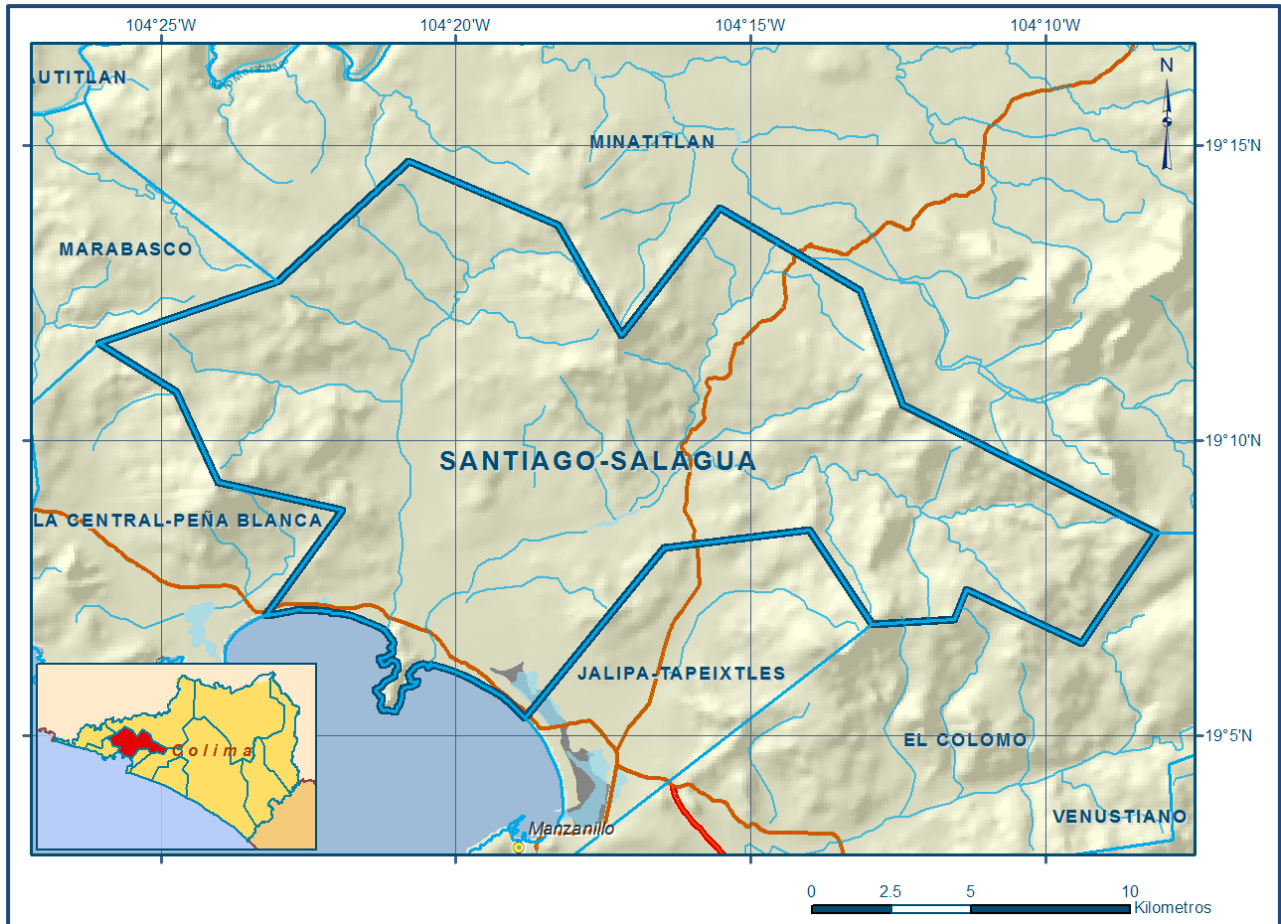 104°25'W 104°20'W 104°15'W 104°10'W
AUTITLAN
N
MINATITLAN
19°15'N
MARABASCO
19°10'N
SANTIAGO-SALAGUA
LA CENTRAL-PEÑA BLANCA
JALIPA-TAPEIXTLES
EL COLOMO
19°5'N
Colima
VENUSTIANO
Manzanillo
0 2.5 5 10
Kilometros